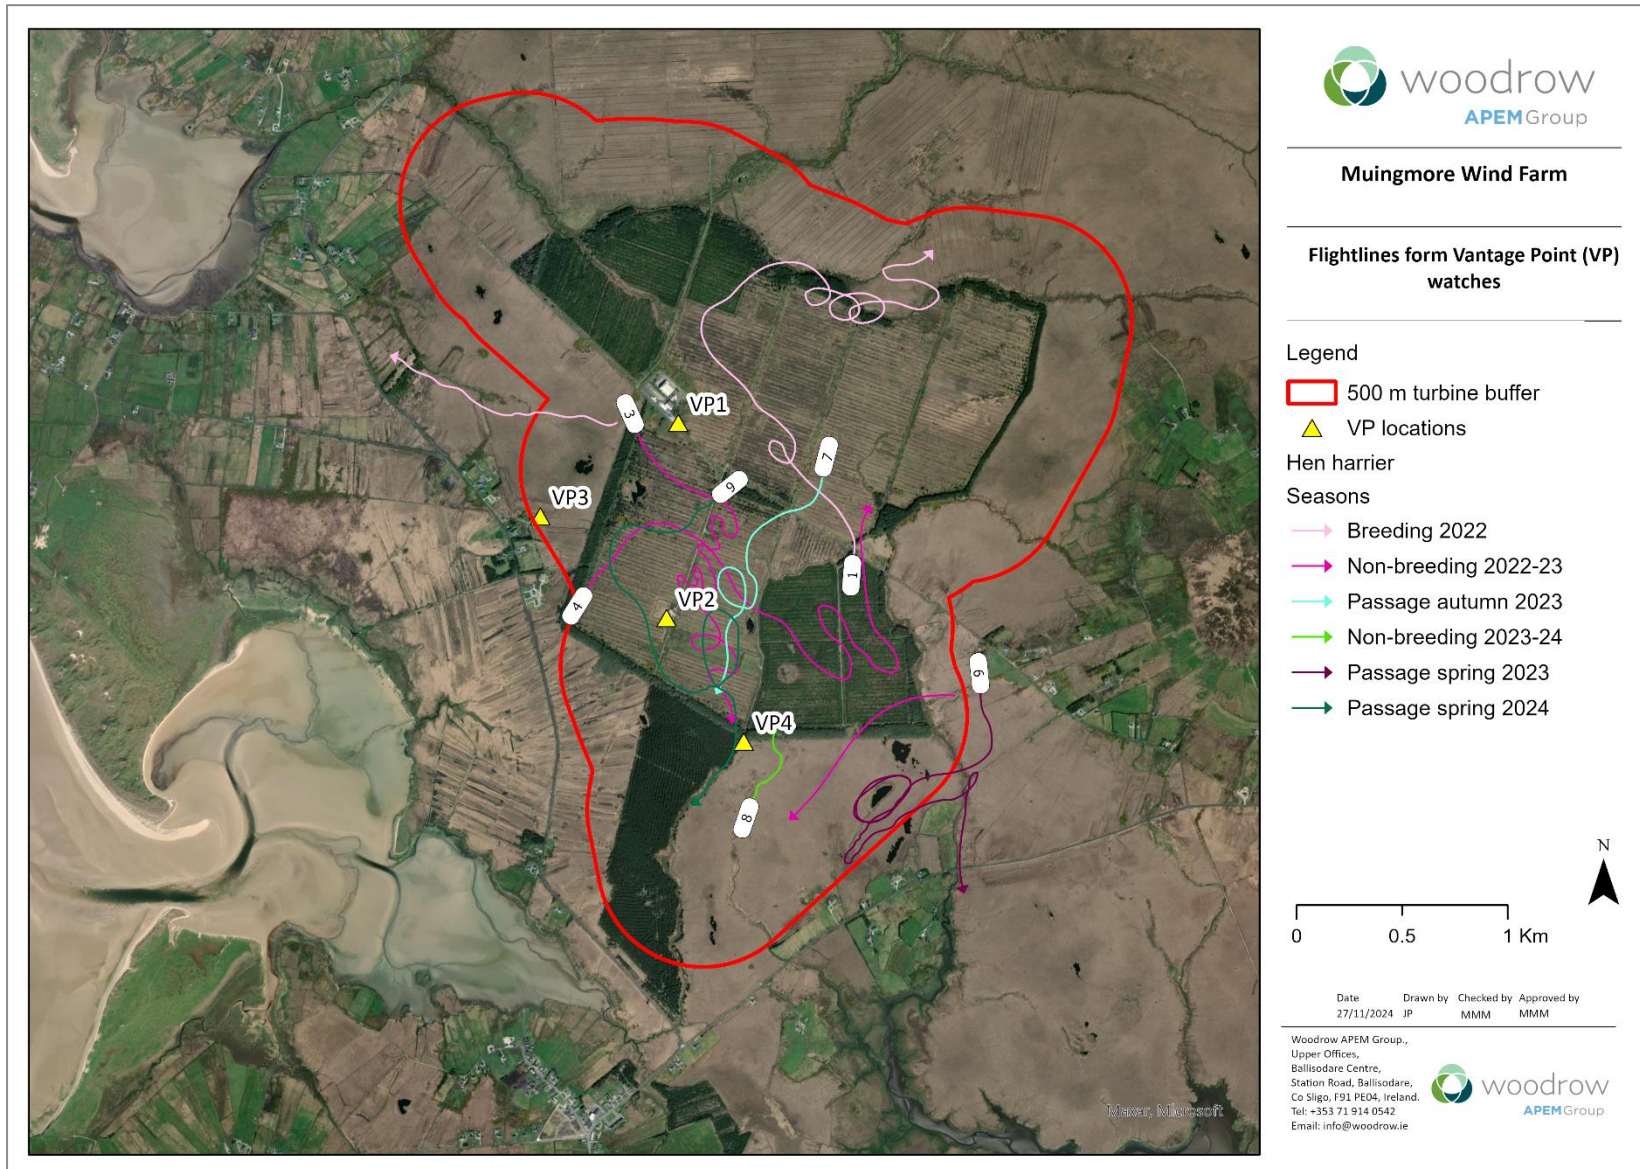 woodrow
APEMGroup
Muingmore Wind Farm
Flightlines form Vantage Point (VP)
watches
Legend
500 m turbine buffer
VP locations
Hen harrier
Seasons
Breeding 2022
Non-breeding 2022-23
Passage autumn 2023
Non-breeding 2023-24
Passage spring 2023
Passage spring 2024
VP1
VP3
VP2
VP4
3
7
9
1
4
6
8
N
0 0.5 1 Km
Date Drawn by Checked by Approved by
27/11/2024 JP MMM MMM
Woodrow APEM Group.,
Upper Offices,
Ballisodare Centre,
Station Road, Ballisodare,
Co Sligo, F91 PE04, Ireland.
Tel: +353 71 914 0542
Email: info@woodrow.ie
woodrow
APEMGroup
Maxar, Microsoft